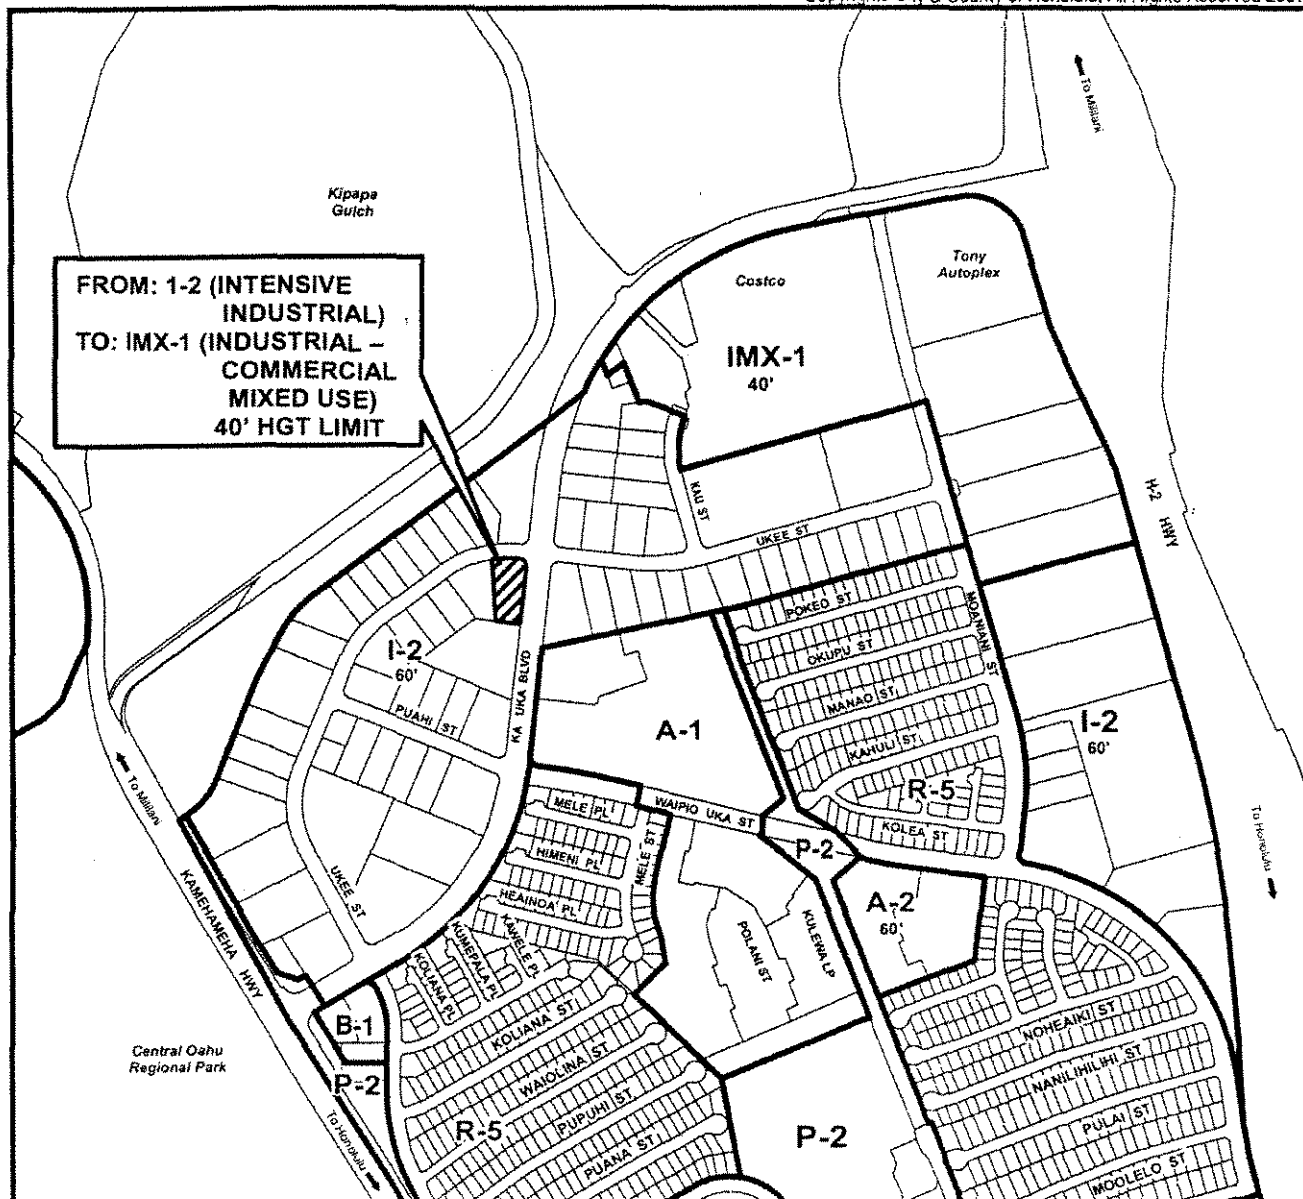 To Mililani
Kipapa
Gulch
FROM: 1-2 (INTENSIVE
INDUSTRIAL)
TO: IMX-1 (INDUSTRIAL –
COMMERCIAL
MIXED USE)
40' HGT LIMIT
Costco
Tony
Autoplex
IMX-1
40'
KAU ST
UKEE ST
H-2 HWY
POKEO ST
OKUPU ST
MANAO ST
KAHULI ST
MOANIANI ST
I-2
60'
PUAHI ST
KA UKA BLVD
A-1
I-2
60'
R-5
KOLEA ST
WAIPIO UKA ST
P-2
MELE PL
HIMENI PL
MELE ST
HEAINOA PL
To Mililani
KAMEHAMEHA HWY
UKEE ST
To Honolulu
A-2
60'
POLANI ST
KULEWA LP
KAWELE PL
KUMEPALA PL
KOLIANA PL
KOLIANA ST
B-1
WAIOLINA ST
NOHEAIKI ST
NANILIHILIHI ST
Central Oahu
Regional Park
P-2
R-5
PUPUHI ST
PUANA ST
P-2
PULAI ST
MOOLELO ST
To Honolulu